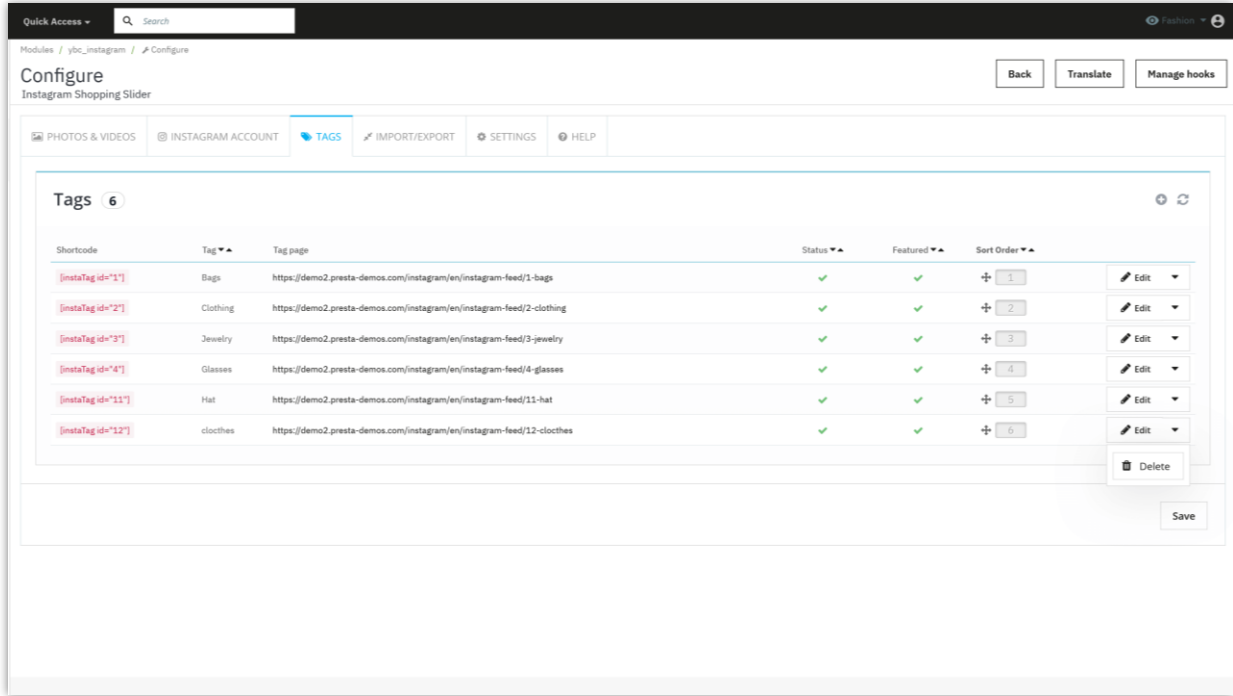 Quick Access Search Fashion
Modules / ybc_instagram / Configure
Configure
Instagram Shopping Slider
Back Translate Manage hooks
PHOTOS & VIDEOS INSTAGRAM ACCOUNT TAGS IMPORT/EXPORT SETTINGS HELP
Tags 6
Shortcode Tag Tag page Status Featured Sort Order
[instaTag id="1"] Bags https://demo2.presta-demos.com/instagram/en/instagram-feed/1-bags 1 Edit
[instaTag id="2"] Clothing https://demo2.presta-demos.com/instagram/en/instagram-feed/2-clothing 2 Edit
[instaTag id="3"] Jewelry https://demo2.presta-demos.com/instagram/en/instagram-feed/3-jewelry 3 Edit
[instaTag id="4"] Glasses https://demo2.presta-demos.com/instagram/en/instagram-feed/4-glasses 4 Edit
[instaTag id="11"] Hat https://demo2.presta-demos.com/instagram/en/instagram-feed/11-hat 5 Edit
[instaTag id="12"] clocthes https://demo2.presta-demos.com/instagram/en/instagram-feed/12-clocthes 6 Edit
Delete
Save